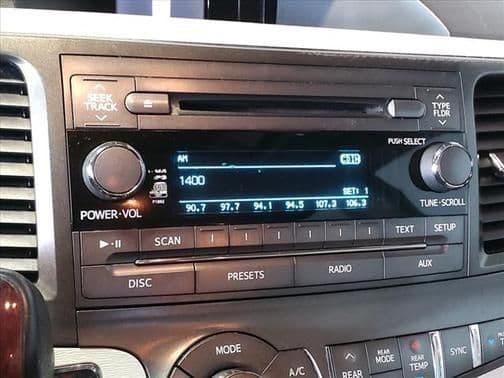 SEEK
TRACK
TYPE
FLDR
PUSH SELECT
AM
1400
SET: 1
90.7 97.7 94.1 94.5 107.3 106.3
POWER•VOL
TUNE•SCROLL
SCAN
TEXT
SETUP
DISC
PRESETS
RADIO
AUX
MODE
A/C
REAR
REAR
MODE
REAR
TEMP
SYNC